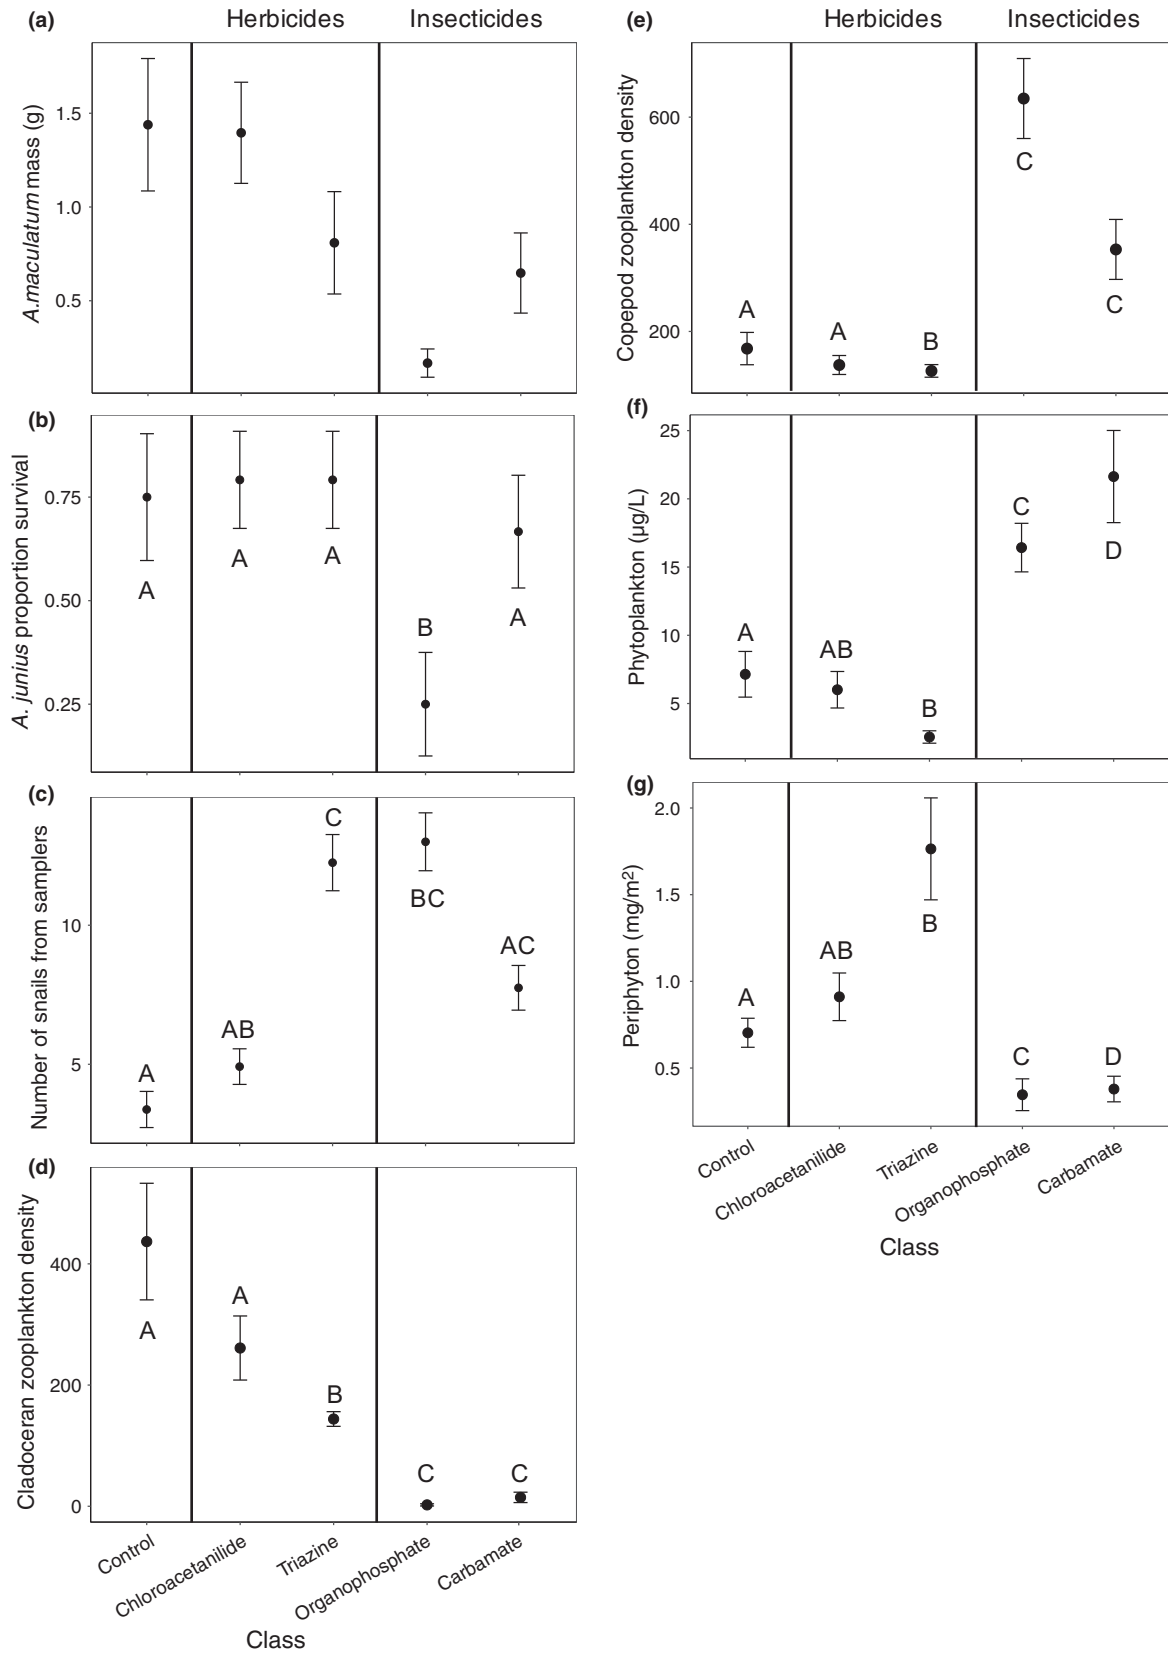 (a)
Herbicides
Insecticides
A.maculatum mass (g)
1.5
1.0
0.5
(b)
A. junius proportion survival
0.75
0.50
0.25
A
A
A
B
A
(c)
Number of snails from samplers
10
5
A
AB
C
BC
AC
(d)
Cladoceran zooplankton density
400
200
0
A
A
B
C
C
Control
Chloroacetanilide
Triazine
Organophosphate
Carbamate
Class
(e)
Herbicides
Insecticides
Copepod zooplankton density
600
400
200
A
A
B
C
C
(f)
Phytoplankton (µg/L)
25
20
15
10
5
A
AB
B
C
D
(g)
Periphyton (mg/m²)
2.0
1.5
1.0
0.5
A
AB
B
C
D
Control
Chloroacetanilide
Triazine
Organophosphate
Carbamate
Class